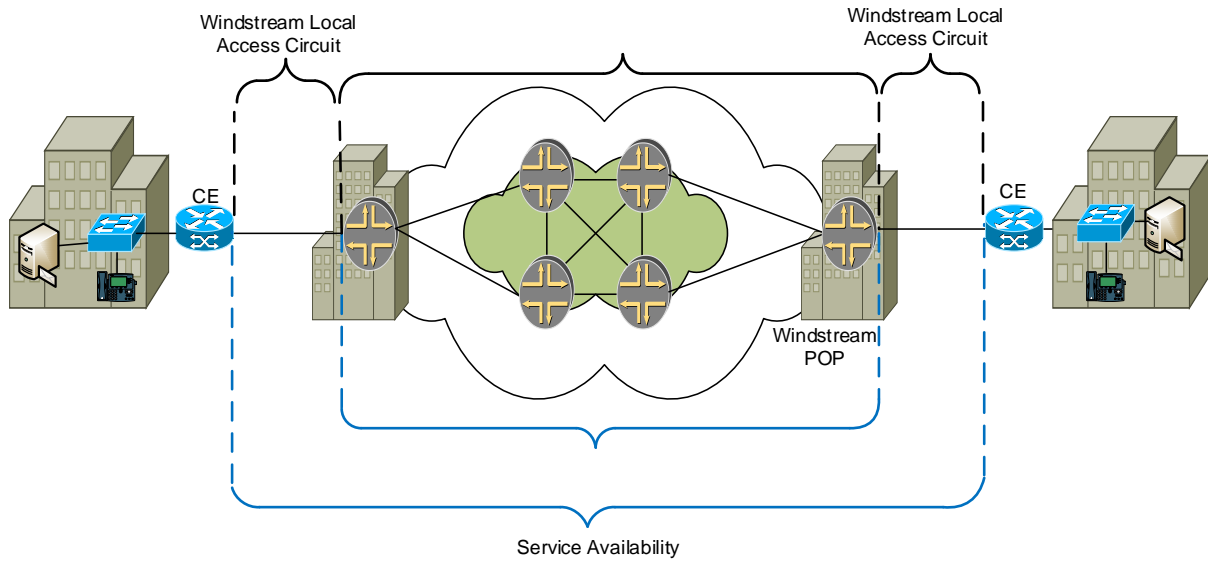 Windstream Local
Access Circuit
Windstream Local
Access Circuit
CE
CE
Windstream
POP
Service Availability